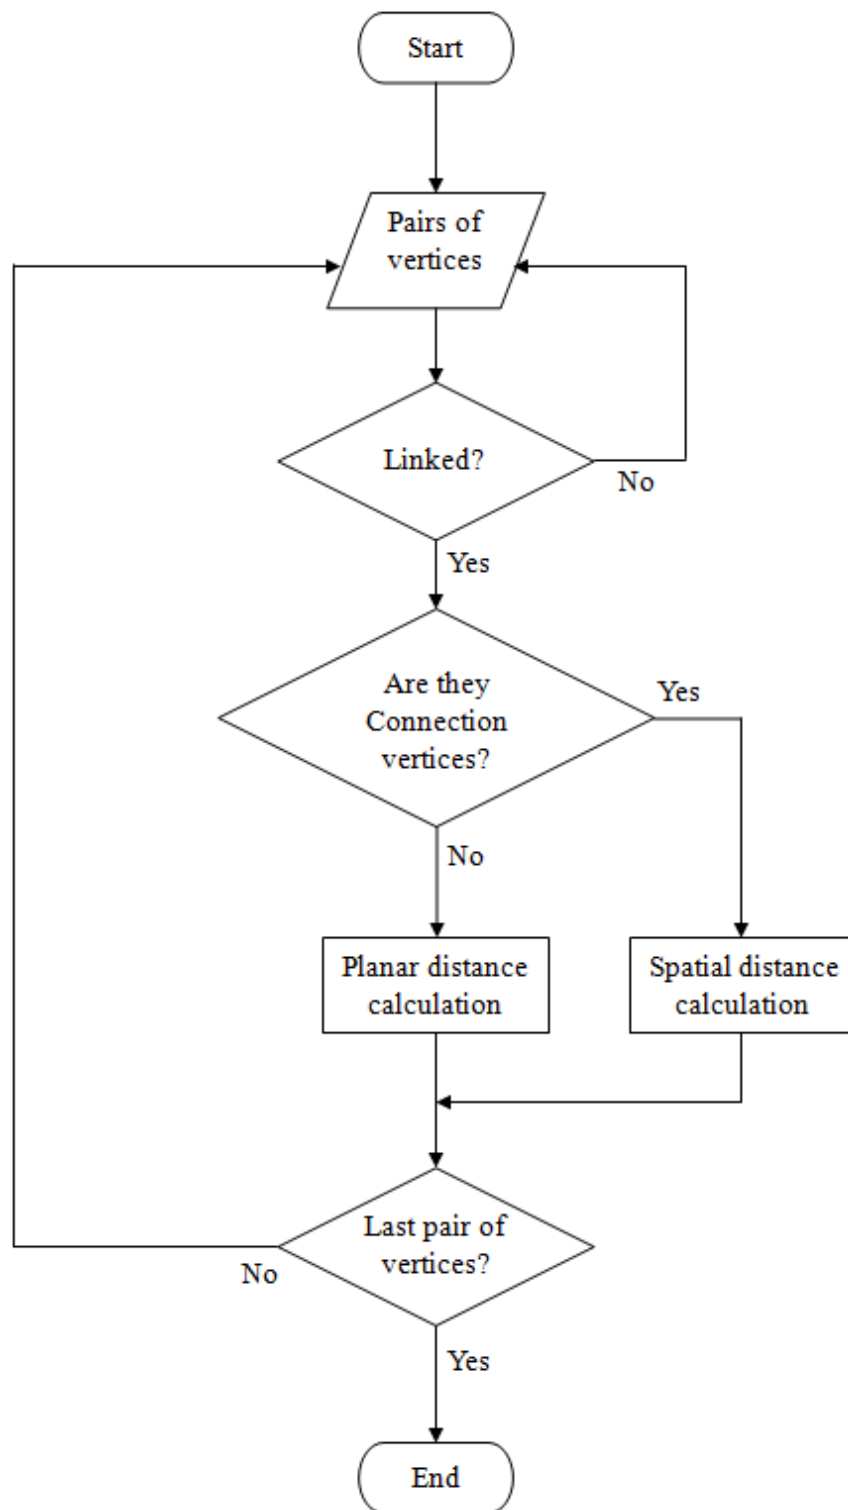 Start
Pairs of
vertices
Linked?
No
Yes
Are they
Connection
vertices?
Yes
No
Planar distance
calculation
Spatial distance
calculation
Last pair of
vertices?
No
Yes
End